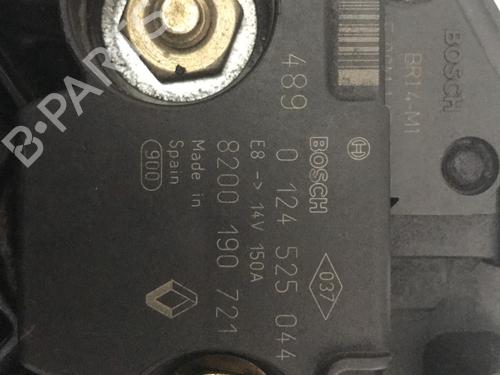 BOSCH
BR14-M1
BOSCH
037
489
0 124 525 044
E8 -> 14V 150A
8200 190 721
Made in
Spain
900
B-PARTS